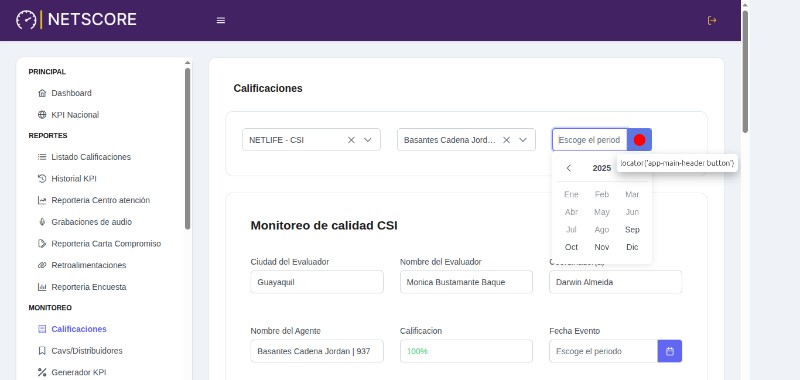 NETSCORE
PRINCIPAL
Dashboard
KPI Nacional
REPORTES
Listado Calificaciones
Historial KPI
Reporteria Centro atención
Grabaciones de audio
Reporteria Carta Compromiso
Retroalimentaciones
Reporteria Encuesta
MONITOREO
Calificaciones
Cavs/Distribuidores
Generador KPI
Calificaciones
NETLIFE - CSI
Basantes Cadena Jord...
Escoge el period
locator('app-main-header button')
2025
Ene Feb Mar
Abr May Jun
Jul Ago Sep
Oct Nov Dic
Monitoreo de calidad CSI
Ciudad del Evaluador
Guayaquil
Nombre del Evaluador
Monica Bustamante Baque
Darwin Almeida
Nombre del Agente
Basantes Cadena Jordan | 937
Calificacion
100%
Fecha Evento
Escoge el periodo